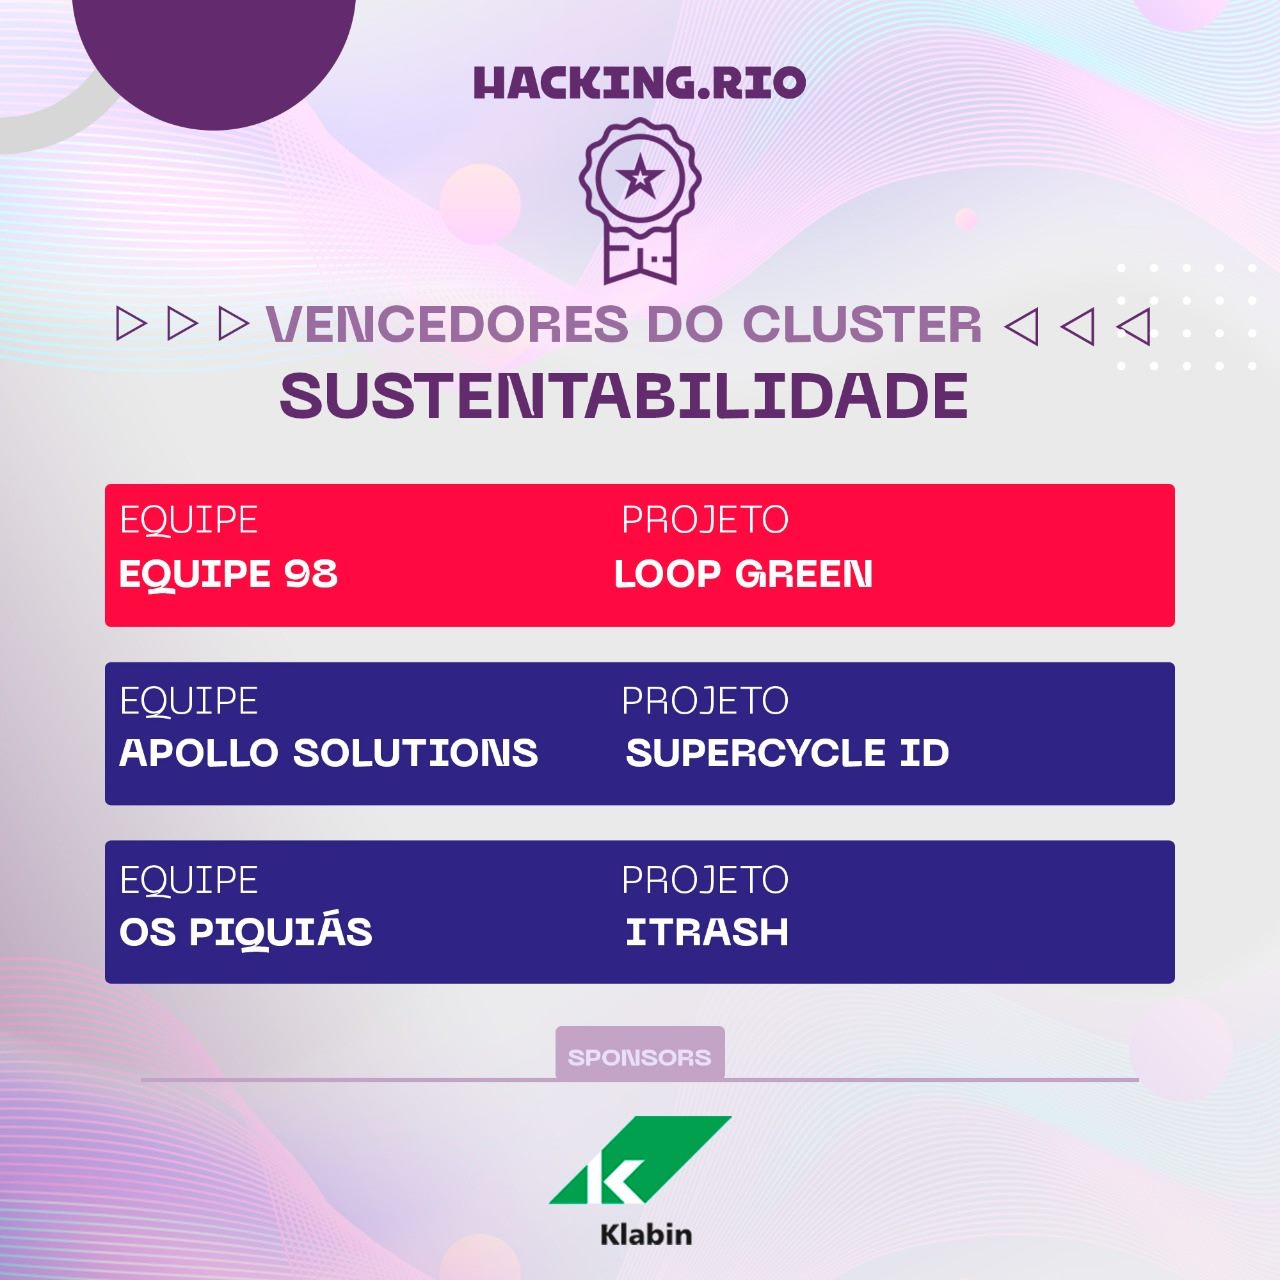 HACKING.RIO
VENCEDORES DO CLUSTER
SUSTENTABILIDADE
EQUIPE PROJETO
EQUIPE 98 LOOP GREEN
EQUIPE PROJETO
APOLLO SOLUTIONS SUPERCYCLE ID
EQUIPE PROJETO
OS PIQUIÁS ITRASH
SPONSORS
Klabin